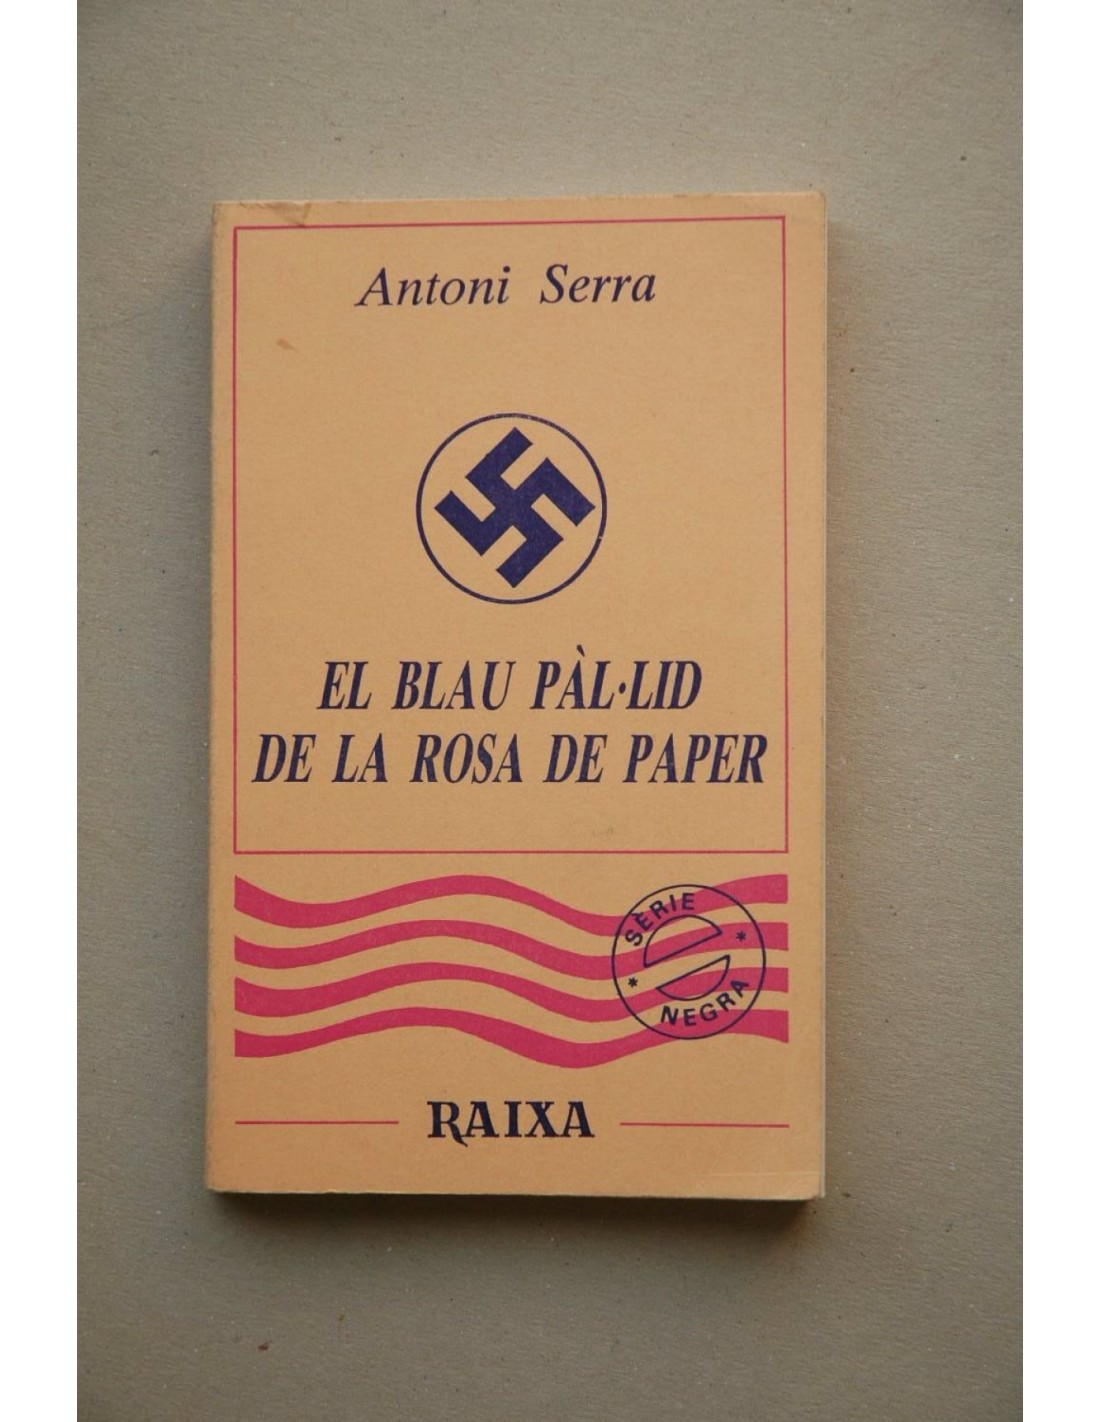 Antoni Serra
EL BLAU PÀL·LID
DE LA ROSA DE PAPER
SÈRIE
* *
NEGRA
RAIXA